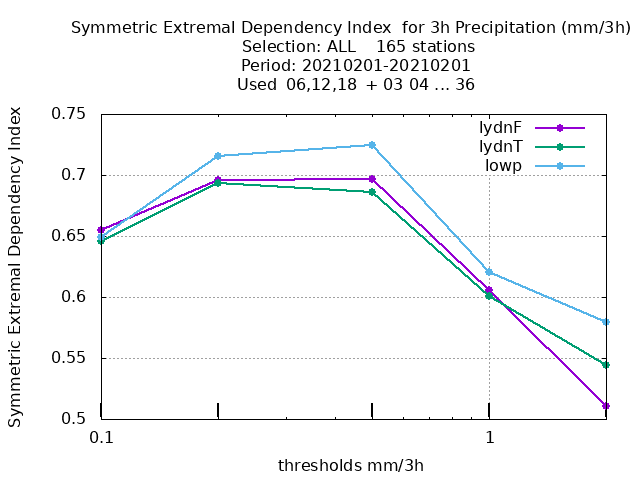 Symmetric Extremal Dependency Index  for 3h Precipitation (mm/3h)
Selection: ALL    165 stations
Period: 20210201-20210201
Used  06,12,18  + 03 04 ... 36
Symmetric Extremal Dependency Index
0.75
0.7
0.65
0.6
0.55
0.5
lydnF
lydnT
lowp
0.1
1
thresholds mm/3h